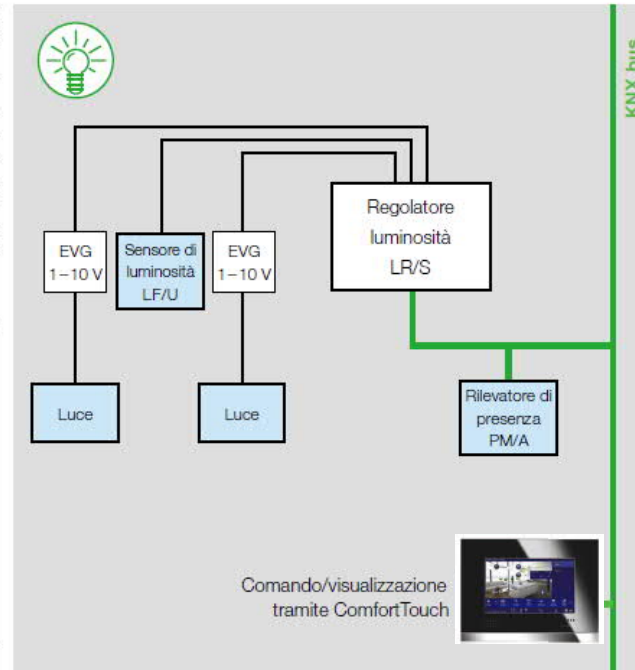 KNX bus
Regolatore
luminosità
LR/S
EVG
1–10 V
Sensore di
luminosità
LF/U
EVG
1–10 V
Luce
Luce
Rilevatore di
presenza
PM/A
Comando/visualizzazione
tramite ComfortTouch